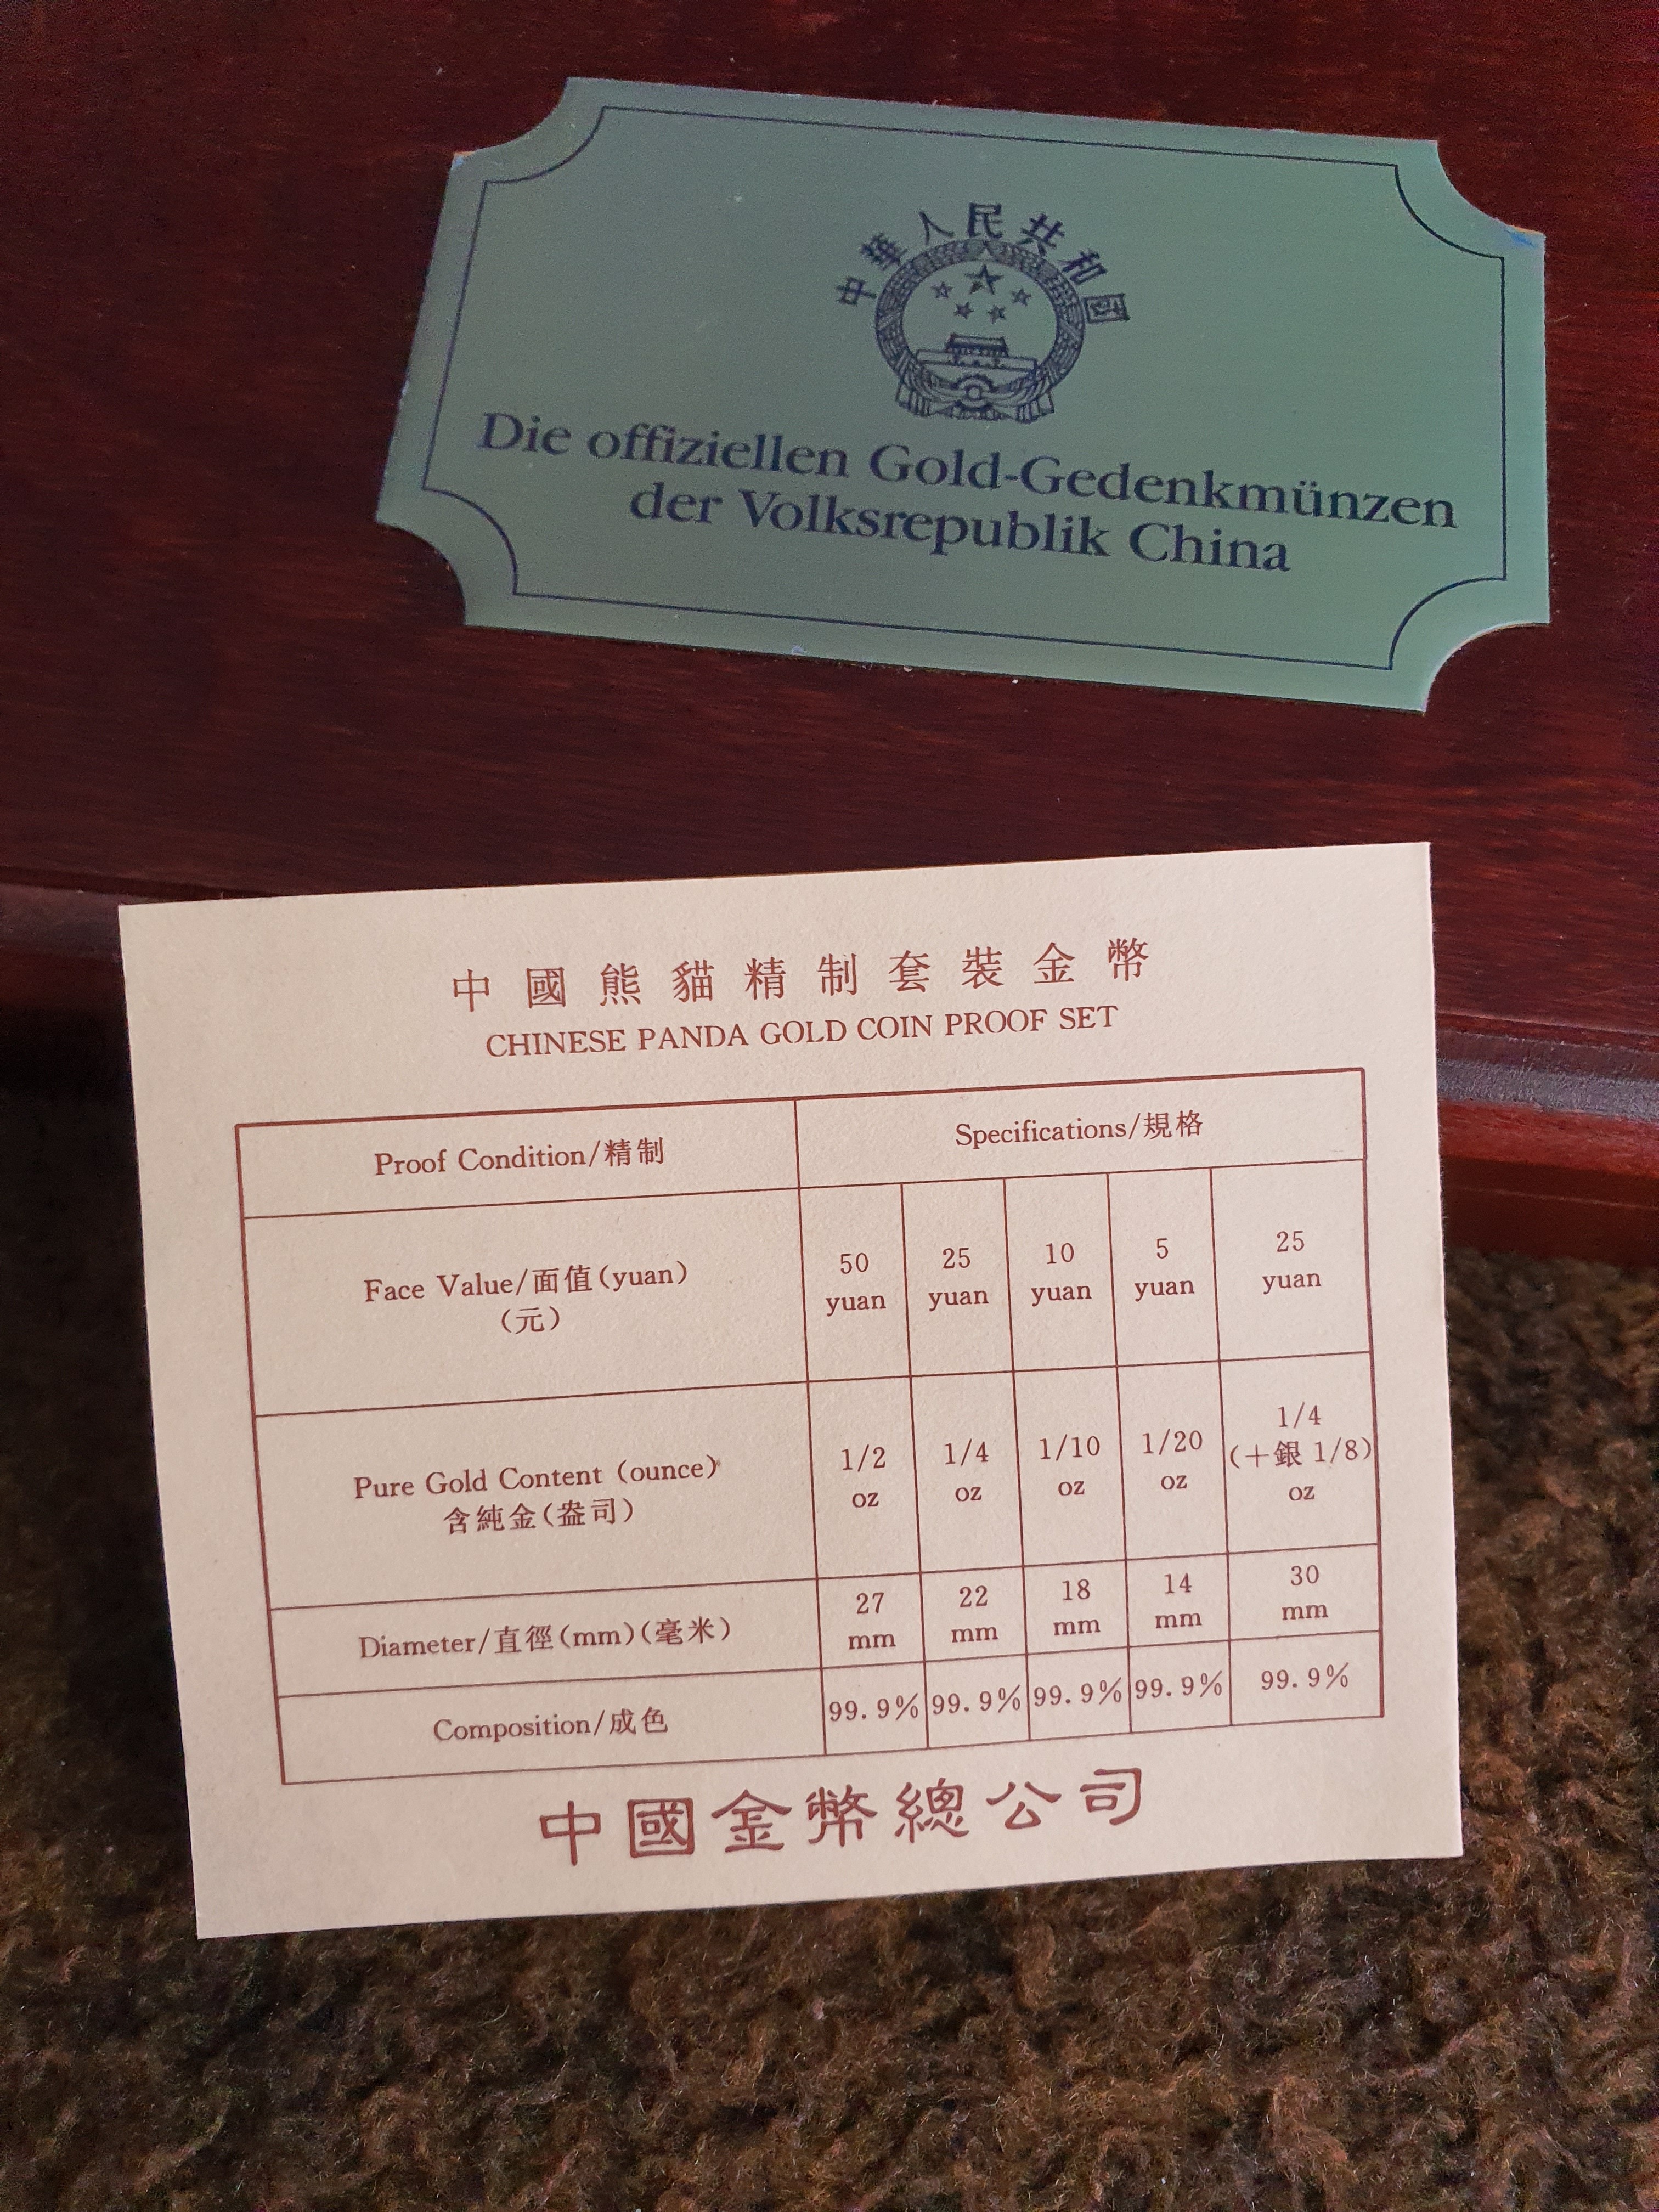 中華人民共和國
Die offiziellen Gold-Gedenkmünzen
der Volksrepublik China
中國熊貓精制套裝金幣
CHINESE PANDA GOLD COIN PROOF SET
Proof Condition/精制
Specifications/規格
Face Value/面值(yuan)
(元)
50
yuan
25
yuan
10
yuan
5
yuan
25
yuan
Pure Gold Content (ounce)
含純金(盎司)
1/2
oz
1/4
oz
1/10
oz
1/20
oz
1/4
(+銀 1/8)
oz
Diameter/直徑(mm)(毫米)
27
mm
22
mm
18
mm
14
mm
30
mm
Composition/成色
99.9%
99.9%
99.9%
99.9%
99.9%
中國金幣總公司